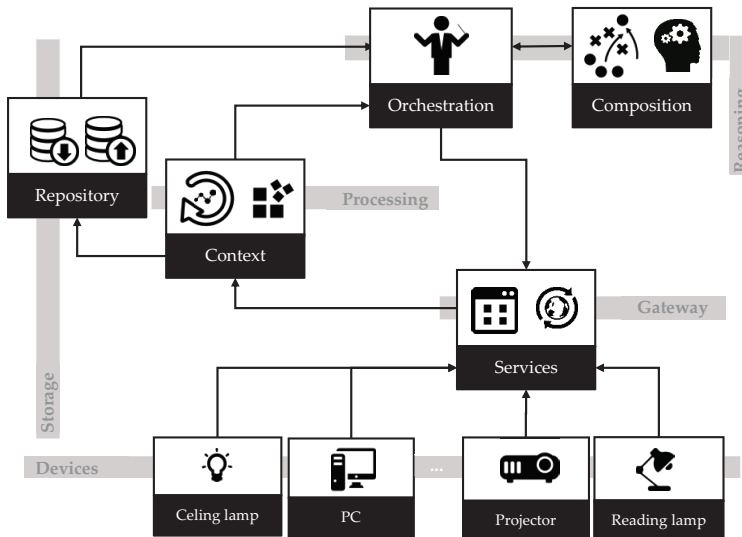 Orchestration
Composition
Reasoning
Repository
Processing
Context
Gateway
Services
Storage
Devices
...
Celing lamp
PC
Projector
Reading lamp